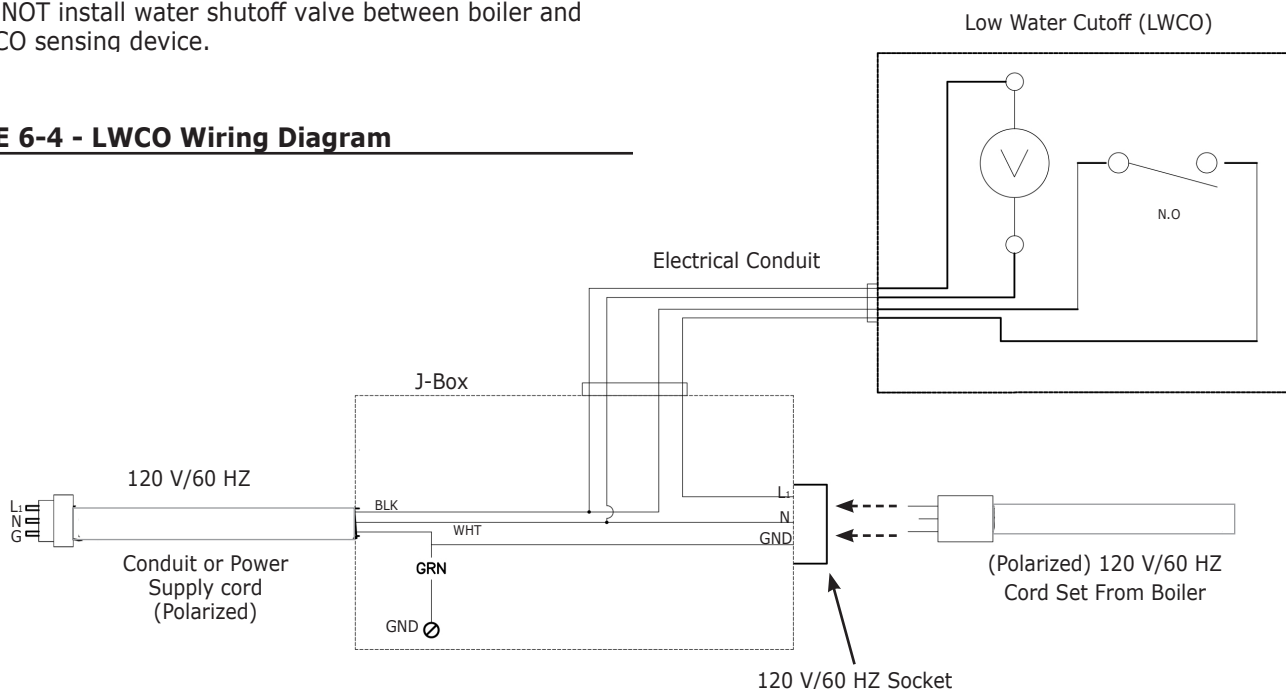 NOT install water shutoff valve between boiler and
CO sensing device.
E 6-4 - LWCO Wiring Diagram
Low Water Cutoff (LWCO)
V
N.O
Electrical Conduit
J-Box
120 V/60 HZ
L1
N
G
Conduit or Power
Supply cord
(Polarized)
BLK
WHT
GRN
GND
L1
N
GND
(Polarized) 120 V/60 HZ
Cord Set From Boiler
120 V/60 HZ Socket